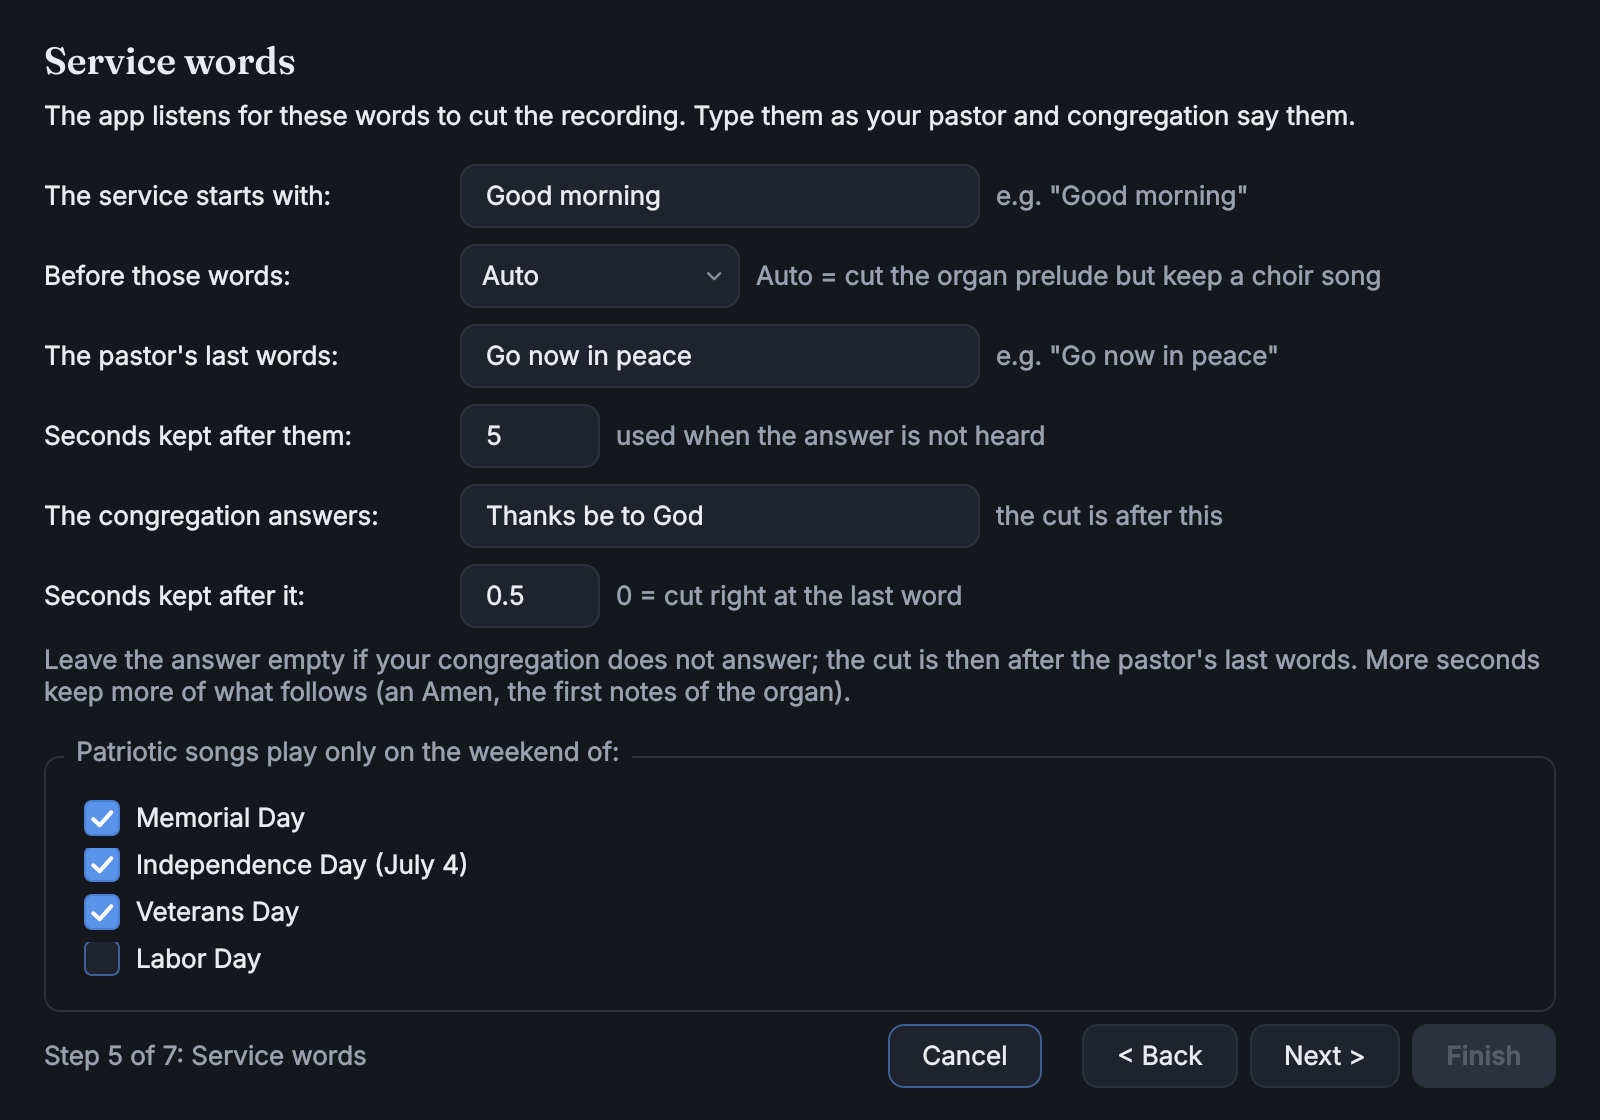 Service words
The app listens for these words to cut the recording. Type them as your pastor and congregation say them.
The service starts with: Good morning e.g. "Good morning"
Before those words: Auto Auto = cut the organ prelude but keep a choir song
The pastor's last words: Go now in peace e.g. "Go now in peace"
Seconds kept after them: 5 used when the answer is not heard
The congregation answers: Thanks be to God the cut is after this
Seconds kept after it: 0.5 0 = cut right at the last word
Leave the answer empty if your congregation does not answer; the cut is then after the pastor's last words. More seconds
keep more of what follows (an Amen, the first notes of the organ).
Patriotic songs play only on the weekend of:
Memorial Day
Independence Day (July 4)
Veterans Day
Labor Day
Step 5 of 7: Service words Cancel < Back Next > Finish